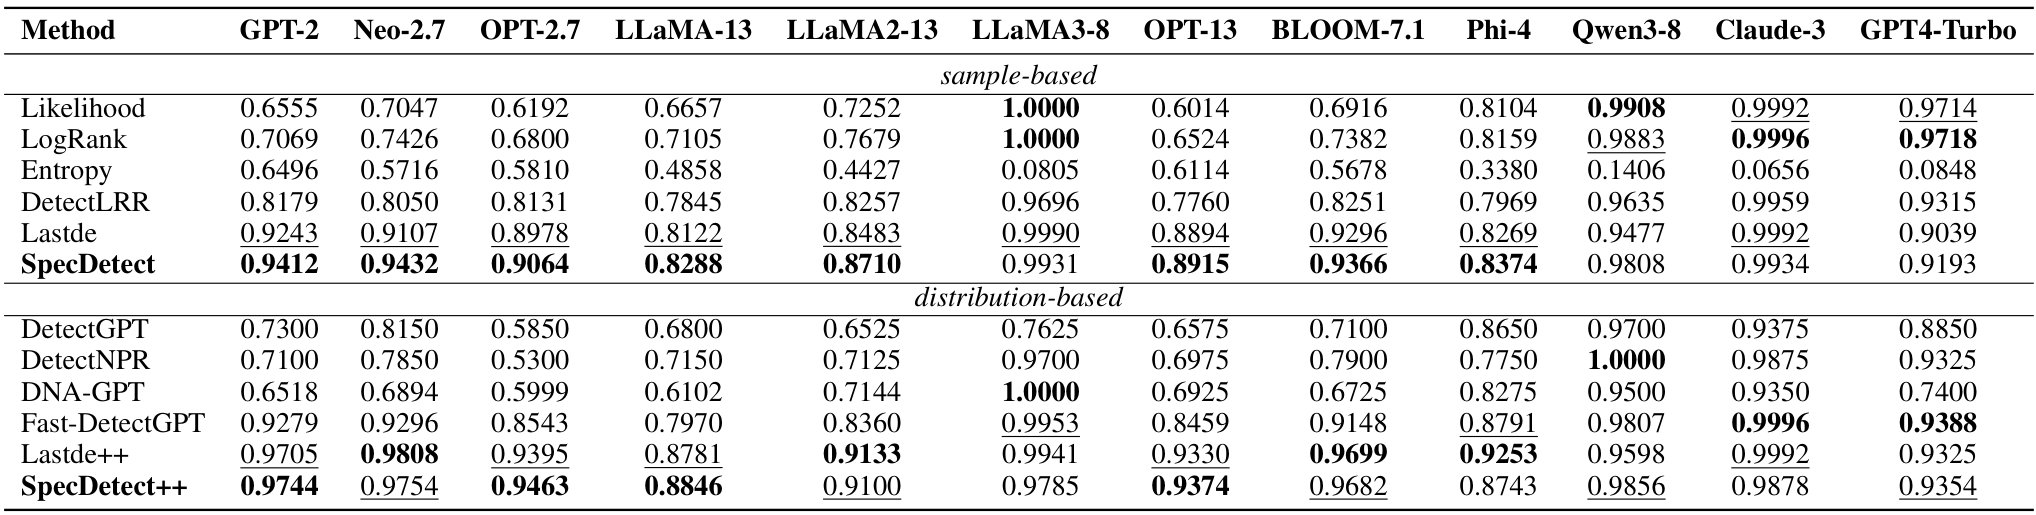 Method GPT-2 Neo-2.7 OPT-2.7 LLaMA-13 LLaMA2-13 LLaMA3-8 OPT-13 BLOOM-7.1 Phi-4 Qwen3-8 Claude-3 GPT4-Turbo
sample-based
Likelihood 0.6555 0.7047 0.6192 0.6657 0.7252 1.0000 0.6014 0.6916 0.8104 0.9908 0.9992 0.9714
LogRank 0.7069 0.7426 0.6800 0.7105 0.7679 1.0000 0.6524 0.7382 0.8159 0.9883 0.9996 0.9718
Entropy 0.6496 0.5716 0.5810 0.4858 0.4427 0.0805 0.6114 0.5678 0.3380 0.1406 0.0656 0.0848
DetectLRR 0.8179 0.8050 0.8131 0.7845 0.8257 0.9696 0.7760 0.8251 0.7969 0.9635 0.9959 0.9315
Lastde 0.9243 0.9107 0.8978 0.8122 0.8483 0.9990 0.8894 0.9296 0.8269 0.9477 0.9992 0.9039
SpecDetect 0.9412 0.9432 0.9064 0.8288 0.8710 0.9931 0.8915 0.9366 0.8374 0.9808 0.9934 0.9193
distribution-based
DetectGPT 0.7300 0.8150 0.5850 0.6800 0.6525 0.7625 0.6575 0.7100 0.8650 0.9700 0.9375 0.8850
DetectNPR 0.7100 0.7850 0.5300 0.7150 0.7125 0.9700 0.6975 0.7900 0.7750 1.0000 0.9875 0.9325
DNA-GPT 0.6518 0.6894 0.5999 0.6102 0.7144 1.0000 0.6925 0.6725 0.8275 0.9500 0.9350 0.7400
Fast-DetectGPT 0.9279 0.9296 0.8543 0.7970 0.8360 0.9953 0.8459 0.9148 0.8791 0.9807 0.9996 0.9388
Lastde++ 0.9705 0.9808 0.9395 0.8781 0.9133 0.9941 0.9330 0.9699 0.9253 0.9598 0.9992 0.9325
SpecDetect++ 0.9744 0.9754 0.9463 0.8846 0.9100 0.9785 0.9374 0.9682 0.8743 0.9856 0.9878 0.9354